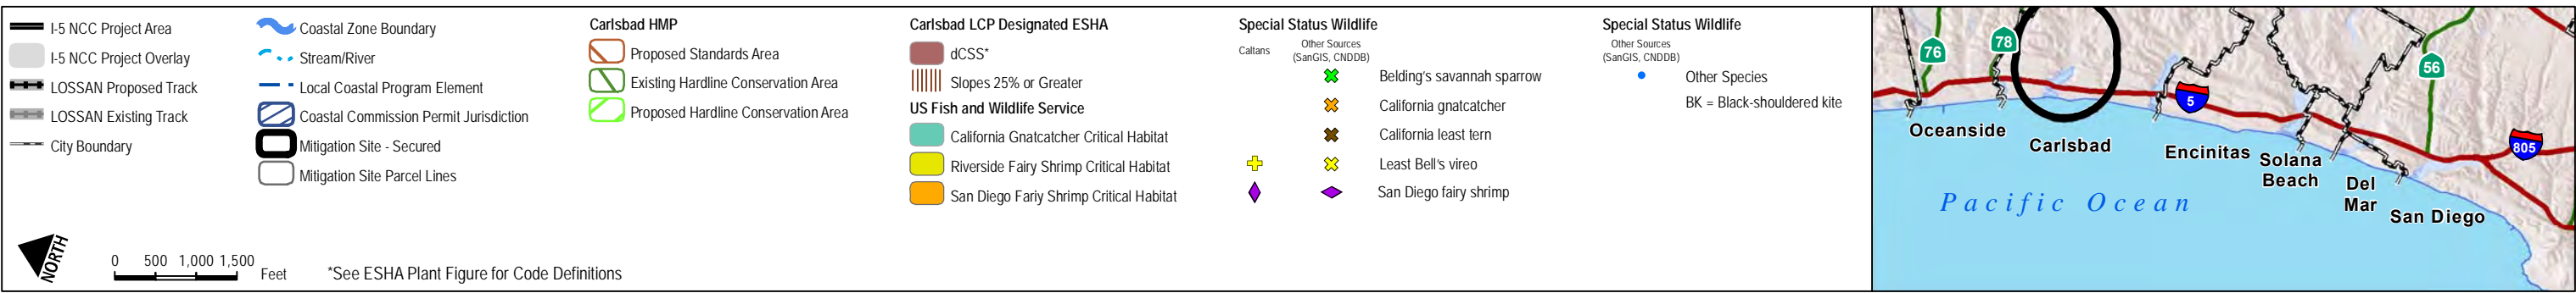 I-5 NCC Project Area
I-5 NCC Project Overlay
LOSSAN Proposed Track
LOSSAN Existing Track
City Boundary
Coastal Zone Boundary
Stream/River
Local Coastal Program Element
Coastal Commission Permit Jurisdiction
Mitigation Site - Secured
Mitigation Site Parcel Lines
Carlsbad HMP
Proposed Standards Area
Existing Hardline Conservation Area
Proposed Hardline Conservation Area
Carlsbad LCP Designated ESHA
dCSS*
Slopes 25% or Greater
US Fish and Wildlife Service
California Gnatcatcher Critical Habitat
Riverside Fairy Shrimp Critical Habitat
San Diego Fariy Shrimp Critical Habitat
Special Status Wildlife
Caltans
Other Sources
(SanGIS, CNDDB)
Belding's savannah sparrow
California gnatcatcher
California least tern
Least Bell's vireo
San Diego fairy shrimp
Special Status Wildlife
Other Sources
(SanGIS, CNDDB)
Other Species
BK = Black-shouldered kite
NORTH
0 500 1,000 1,500
Feet
*See ESHA Plant Figure for Code Definitions
76
78
56
5
805
Oceanside
Carlsbad
Encinitas
Solana
Beach
Del
Mar
San Diego
Pacific Ocean